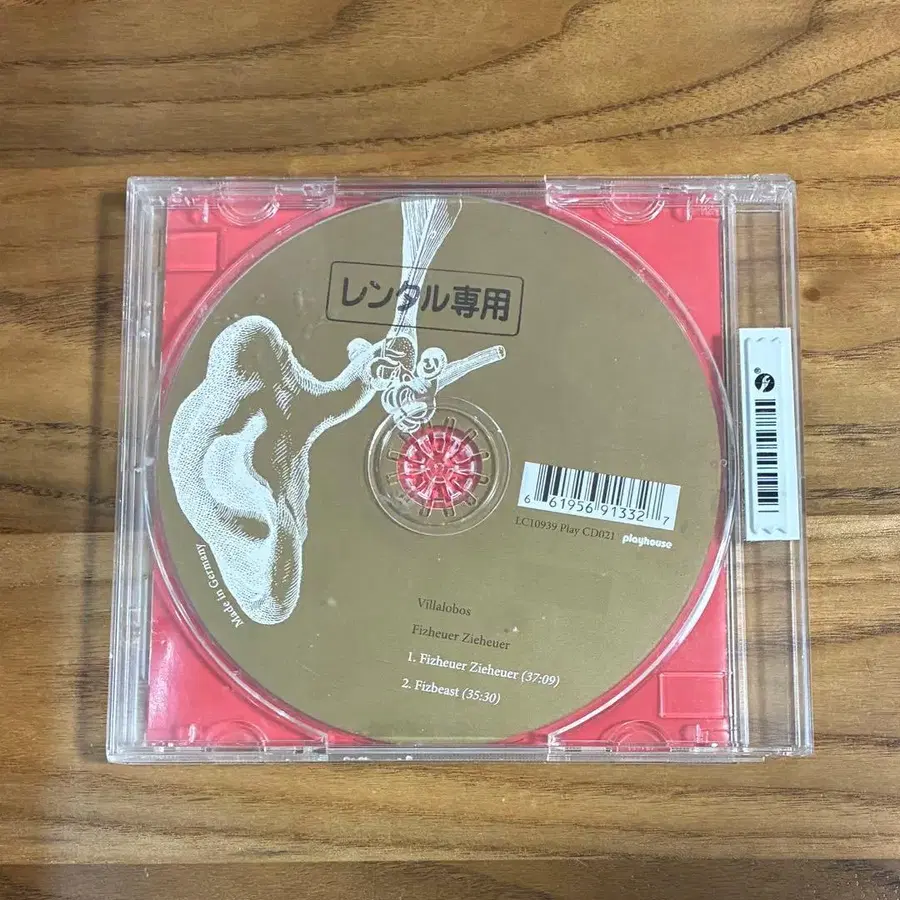 レンタル専用
6 61956 91332 7
LC10939 Play CD021 playhouse
Made In Germany
Villalobos
Fizheuer Zieheuer
1. Fizheuer Zieheuer (37:09)
2. Fizbeast (35:30)
®